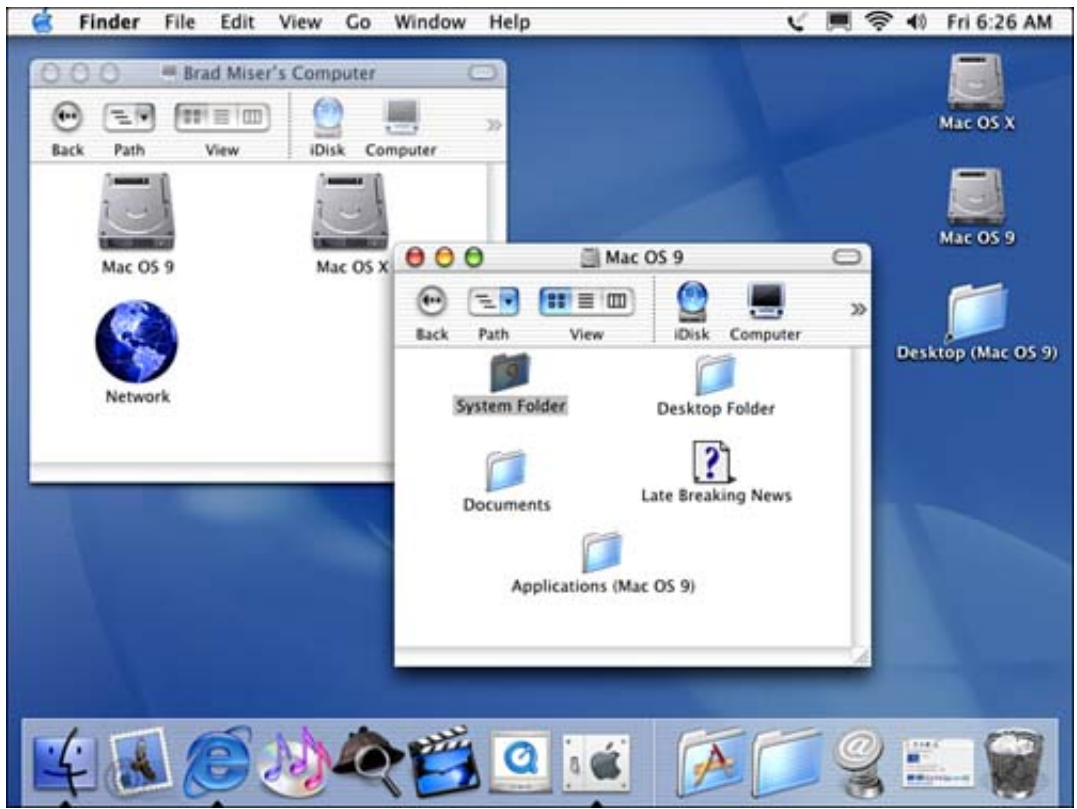 Finder File Edit View Go Window Help Fri 6:26 AM
Brad Miser's Computer
Back Path View iDisk Computer
Mac OS 9 Mac OS X
Network
Mac OS 9
Back Path View iDisk Computer
System Folder Desktop Folder
Documents Late Breaking News
Applications (Mac OS 9)
Mac OS X
Mac OS 9
Desktop (Mac OS 9)